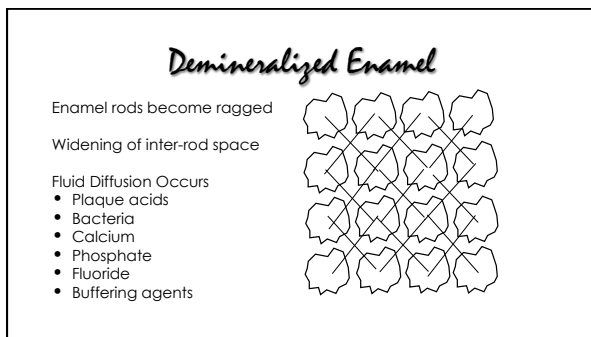 Demineralized Enamel
Enamel rods become ragged
Widening of inter-rod space
Fluid Diffusion Occurs
• Plaque acids
• Bacteria
• Calcium
• Phosphate
• Fluoride
• Buffering agents